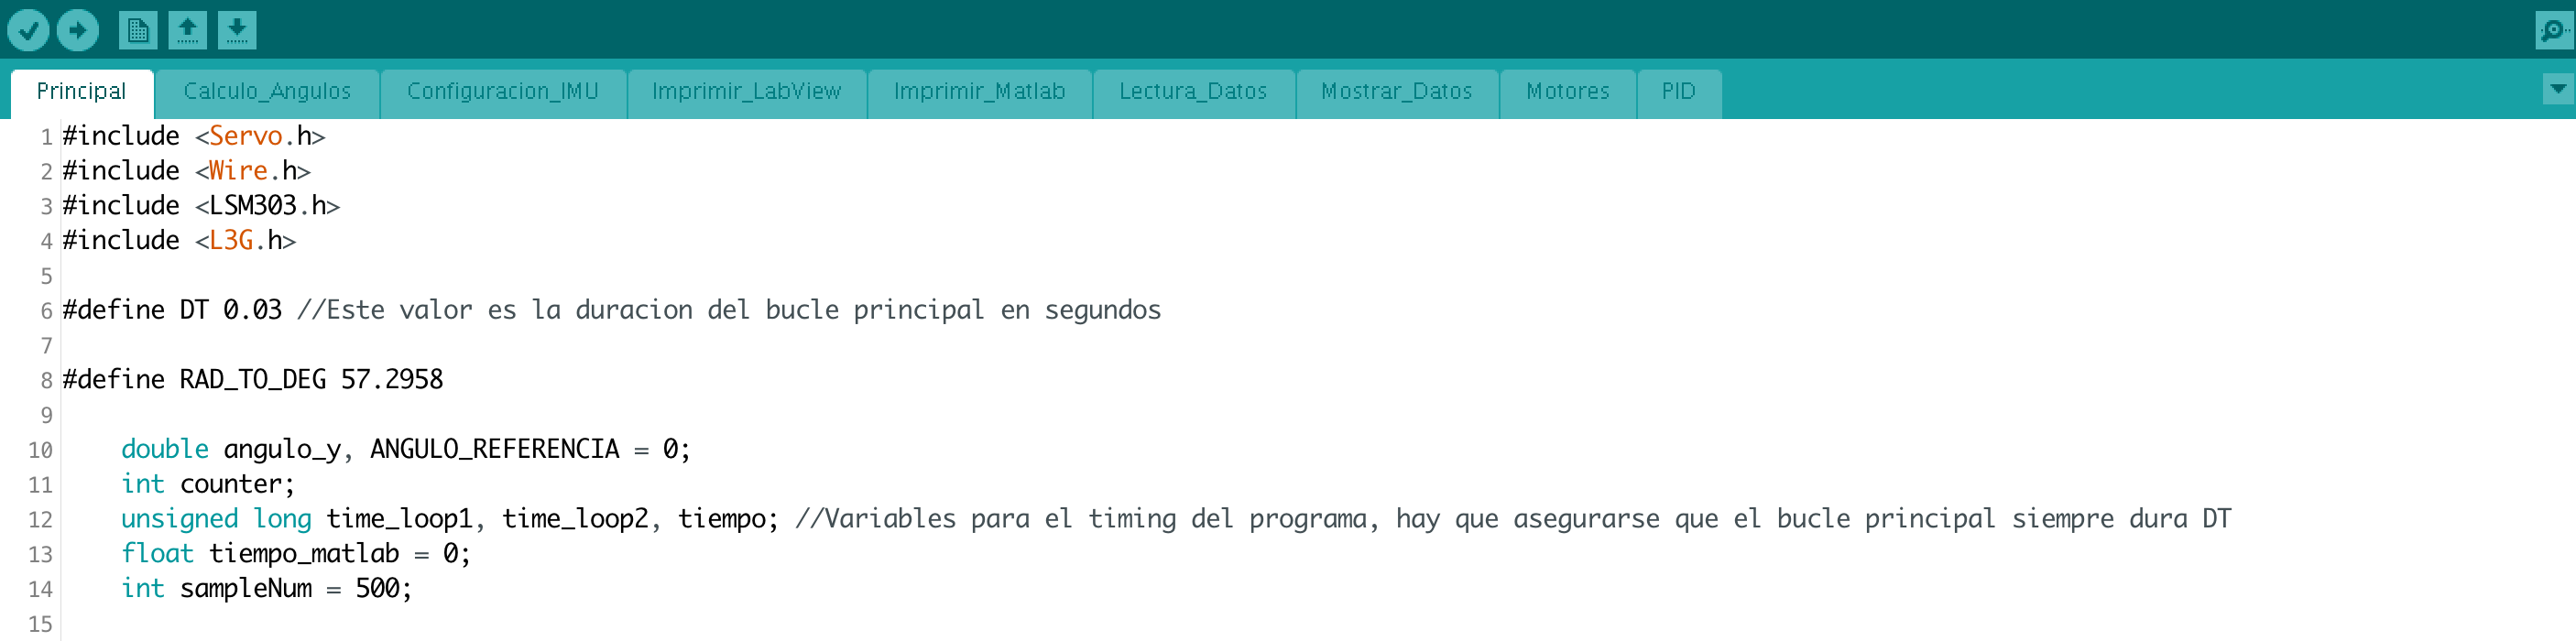 Principal Calculo_Angulos Configuracion_IMU Imprimir_LabView Imprimir_Matlab Lectura_Datos Mostrar_Datos Motores PID
1 #include <Servo.h>
2 #include <Wire.h>
3 #include <LSM303.h>
4 #include <L3G.h>
5
6 #define DT 0.03 //Este valor es la duracion del bucle principal en segundos
7
8 #define RAD_TO_DEG 57.2958
9
10 double angulo_y, ANGULO_REFERENCIA = 0;
11 int counter;
12 unsigned long time_loop1, time_loop2, tiempo; //Variables para el timing del programa, hay que asegurarse que el bucle principal siempre dura DT
13 float tiempo_matlab = 0;
14 int sampleNum = 500;
15